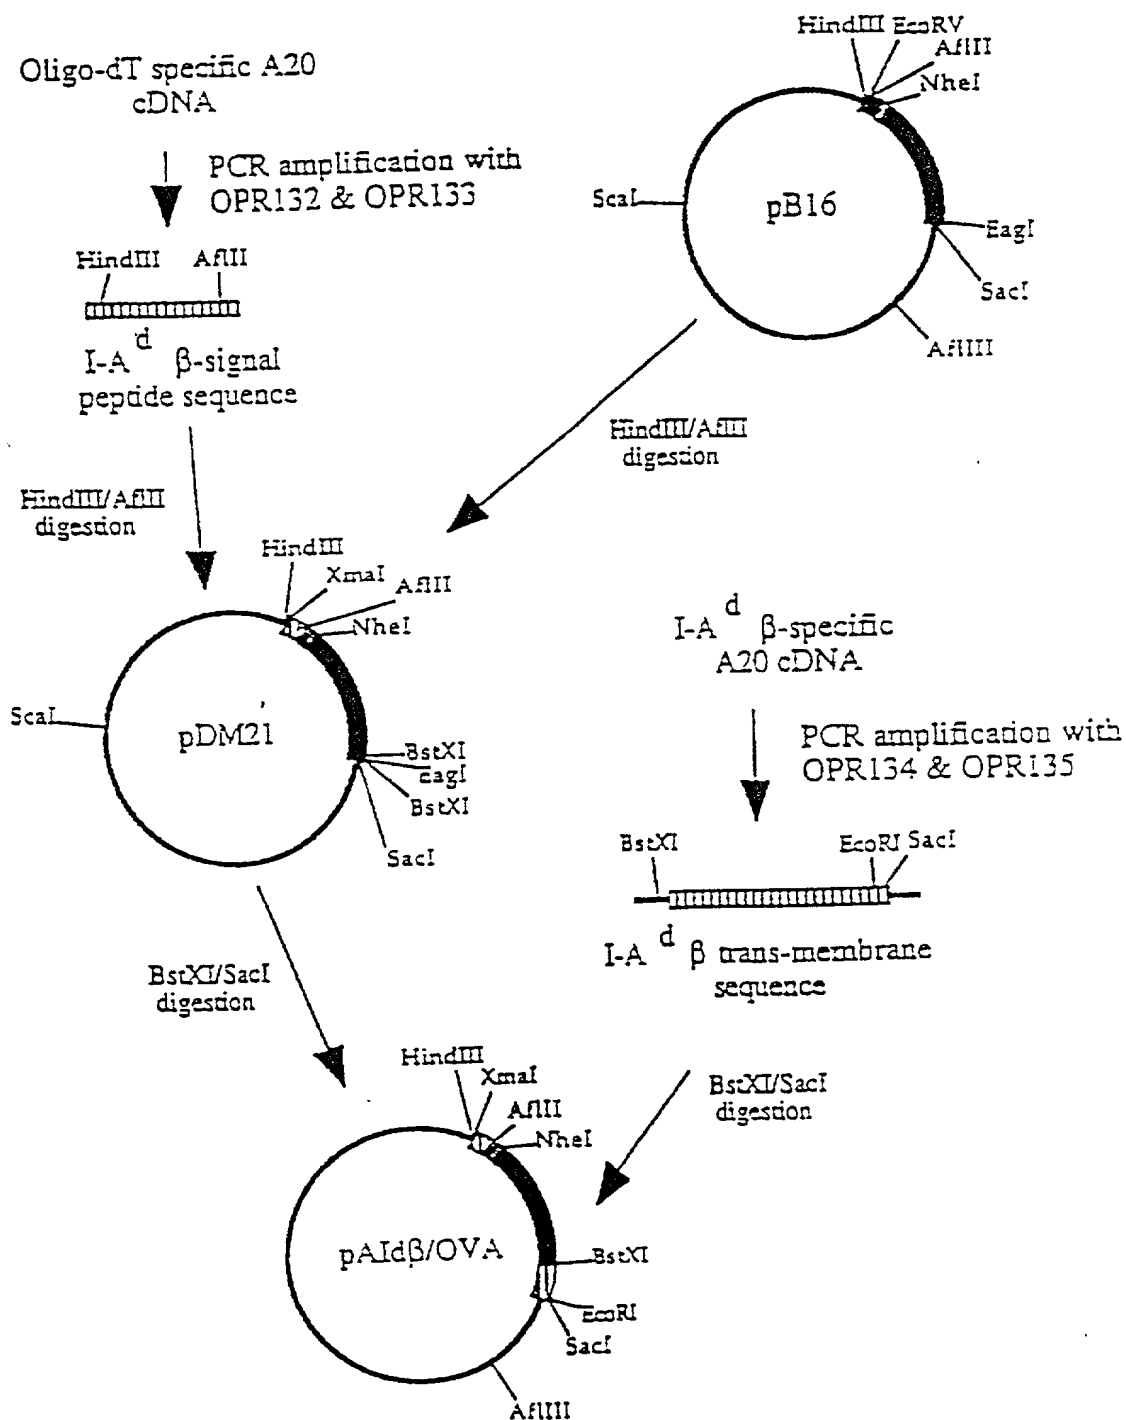 Oligo-dT specific A20
cDNA
PCR amplification with
OPR132 & OPR133
HindIII AflII
I-A d β-signal
peptide sequence
HindIII/AflII
digestion
HindIII EcoRV
AflII
NheI
ScaI
pB16
EagI
SacI
AflIII
HindIII/AflII
digestion
HindIII
XmaI
AflII
NheI
ScaI
pDM21
BstXI
EagI
BstXI
SacI
I-A d β-specific
A20 cDNA
PCR amplification with
OPR134 & OPR135
BstXI
EcoRI SacI
I-A d β trans-membrane
sequence
BstXI/SacI
digestion
BstXI/SacI
digestion
HindIII
XmaI
AflII
NheI
pAIdβ/OVA
BstXI
EcoRI
SacI
AflIII